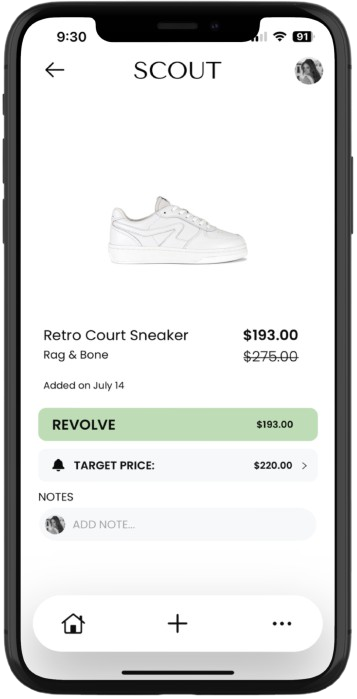 9:30
91
SCOUT
Retro Court Sneaker $193.00
Rag & Bone $275.00
Added on July 14
REVOLVE $193.00
TARGET PRICE: $220.00
NOTES
ADD NOTE...